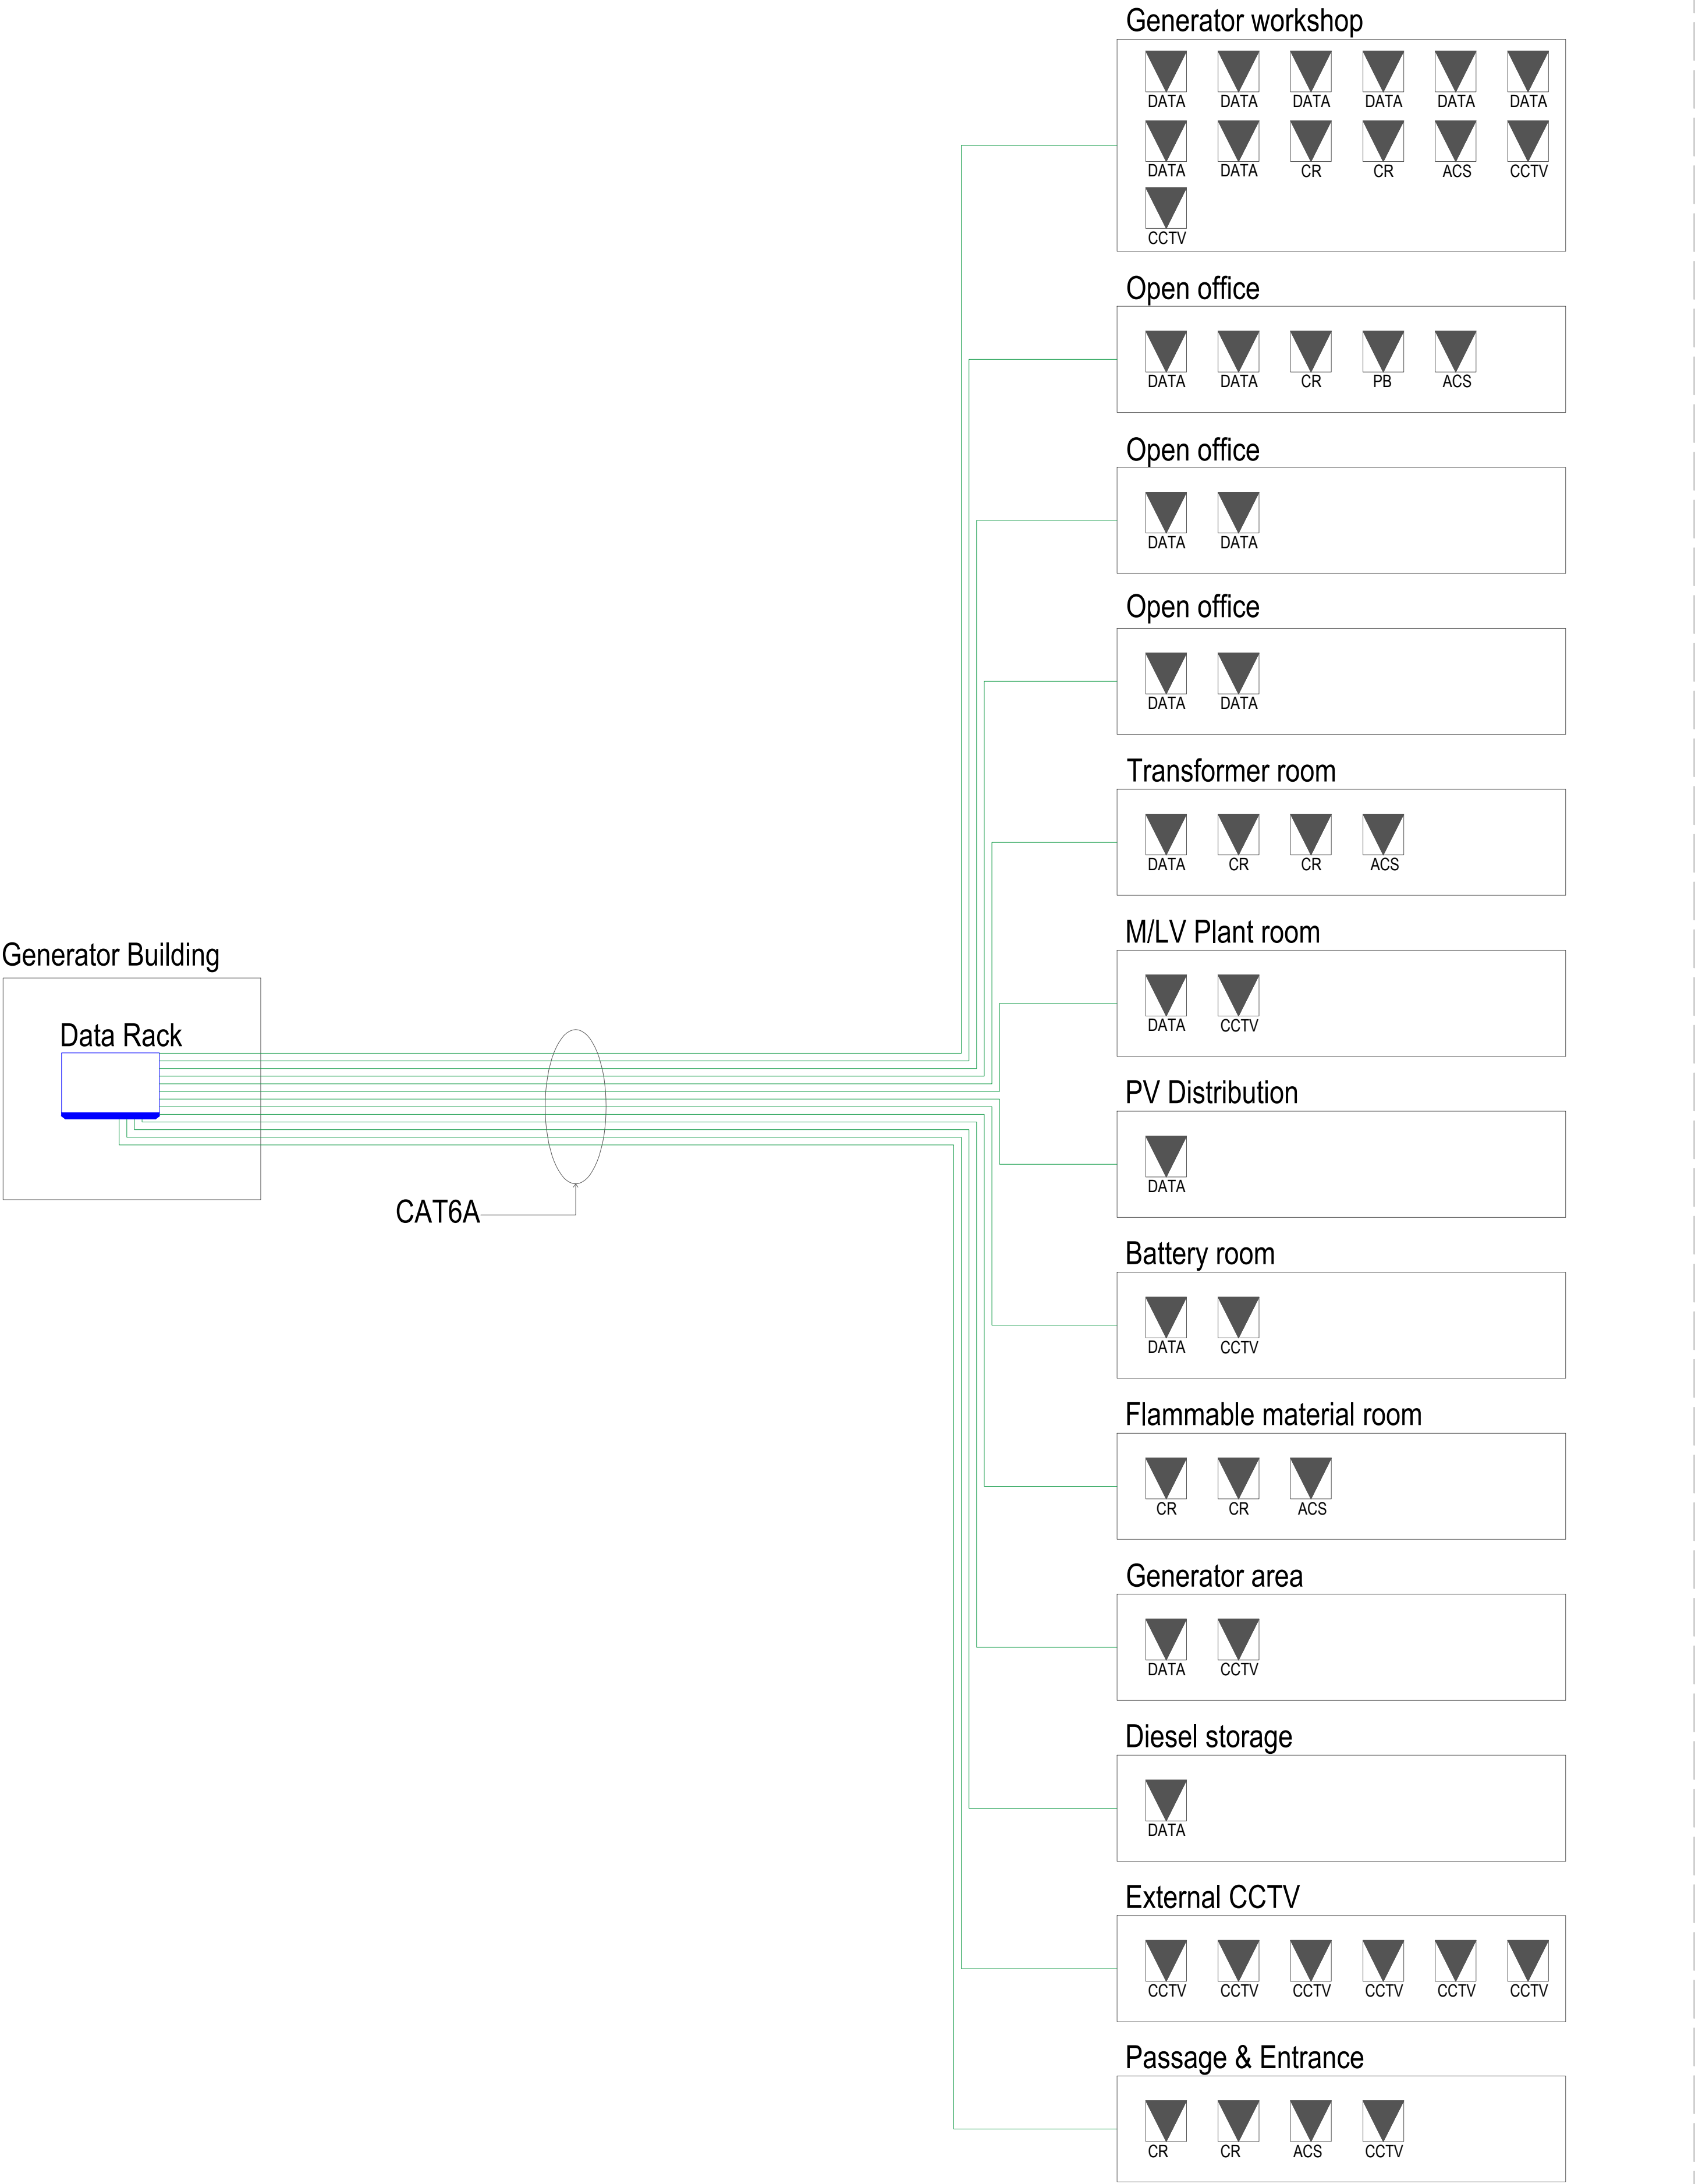 Generator workshop
DATA DATA DATA DATA DATA DATA
DATA DATA CR CR ACS CCTV
CCTV
Open office
DATA DATA CR PB ACS
Open office
DATA DATA
Open office
DATA DATA
Transformer room
DATA CR CR ACS
M/LV Plant room
DATA CCTV
Generator Building
Data Rack
CAT6A
PV Distribution
DATA
Battery room
DATA CCTV
Flammable material room
CR CR ACS
Generator area
DATA CCTV
Diesel storage
DATA
External CCTV
CCTV CCTV CCTV CCTV CCTV CCTV
Passage & Entrance
CR CR ACS CCTV